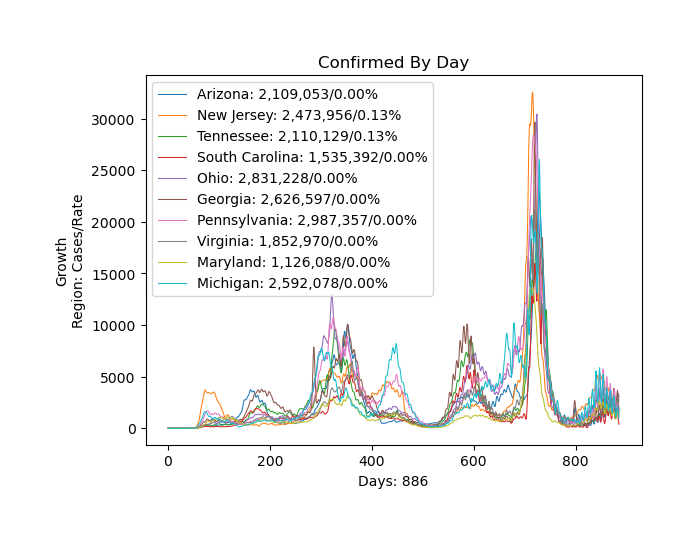 Confirmed By Day
Arizona: 2,109,053/0.00%
New Jersey: 2,473,956/0.13%
Tennessee: 2,110,129/0.13%
South Carolina: 1,535,392/0.00%
Ohio: 2,831,228/0.00%
Georgia: 2,626,597/0.00%
Pennsylvania: 2,987,357/0.00%
Virginia: 1,852,970/0.00%
Maryland: 1,126,088/0.00%
Michigan: 2,592,078/0.00%
30000
25000
20000
15000
10000
5000
0
Growth
Region: Cases/Rate
0
200
400
600
800
Days: 886